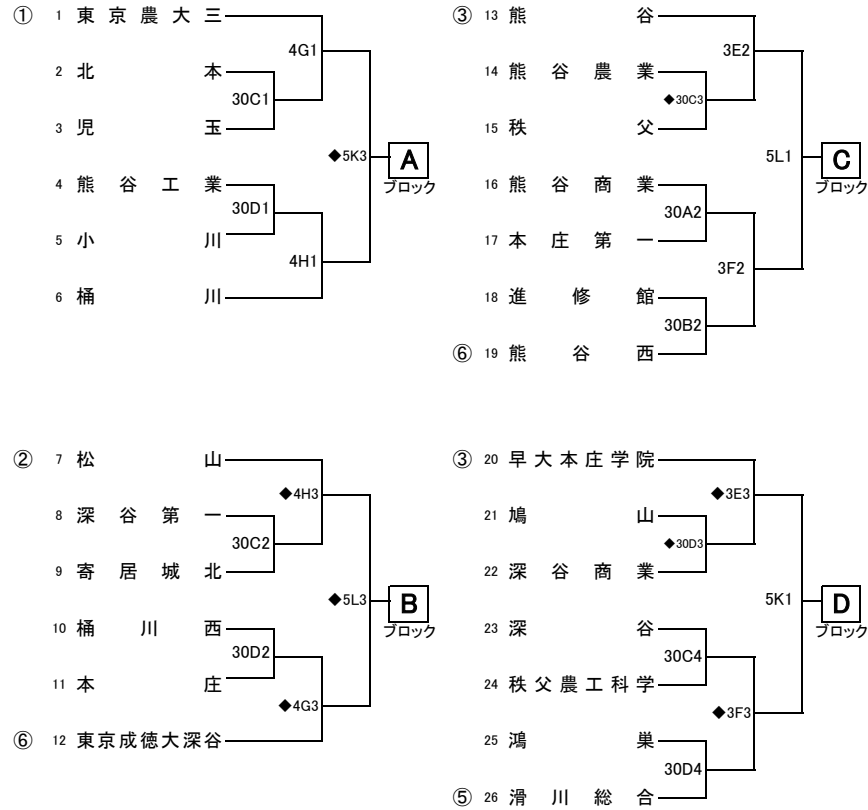 ① 1 東京農大三
4G1
2 北本
30C1
3 児玉
◆5K3
A
ブロック
4 熊谷工業
30D1
5 小川
4H1
6 桶川
③ 13 熊谷
3E2
14 熊谷農業
◆30C3
15 秩父
5L1
C
ブロック
16 熊谷商業
30A2
17 本庄第一
3F2
18 進修館
30B2
⑥ 19 熊谷西
② 7 松山
◆4H3
8 深谷第一
30C2
9 寄居城北
◆5L3
B
ブロック
10 桶川西
30D2
11 本庄
◆4G3
⑥ 12 東京成徳大深谷
③ 20 早大本庄学院
◆3E3
21 鳩山
◆30D3
22 深谷商業
5K1
D
ブロック
23 深谷
30C4
24 秩父農工科学
◆3F3
25 鴻巣
30D4
⑤ 26 滑川総合